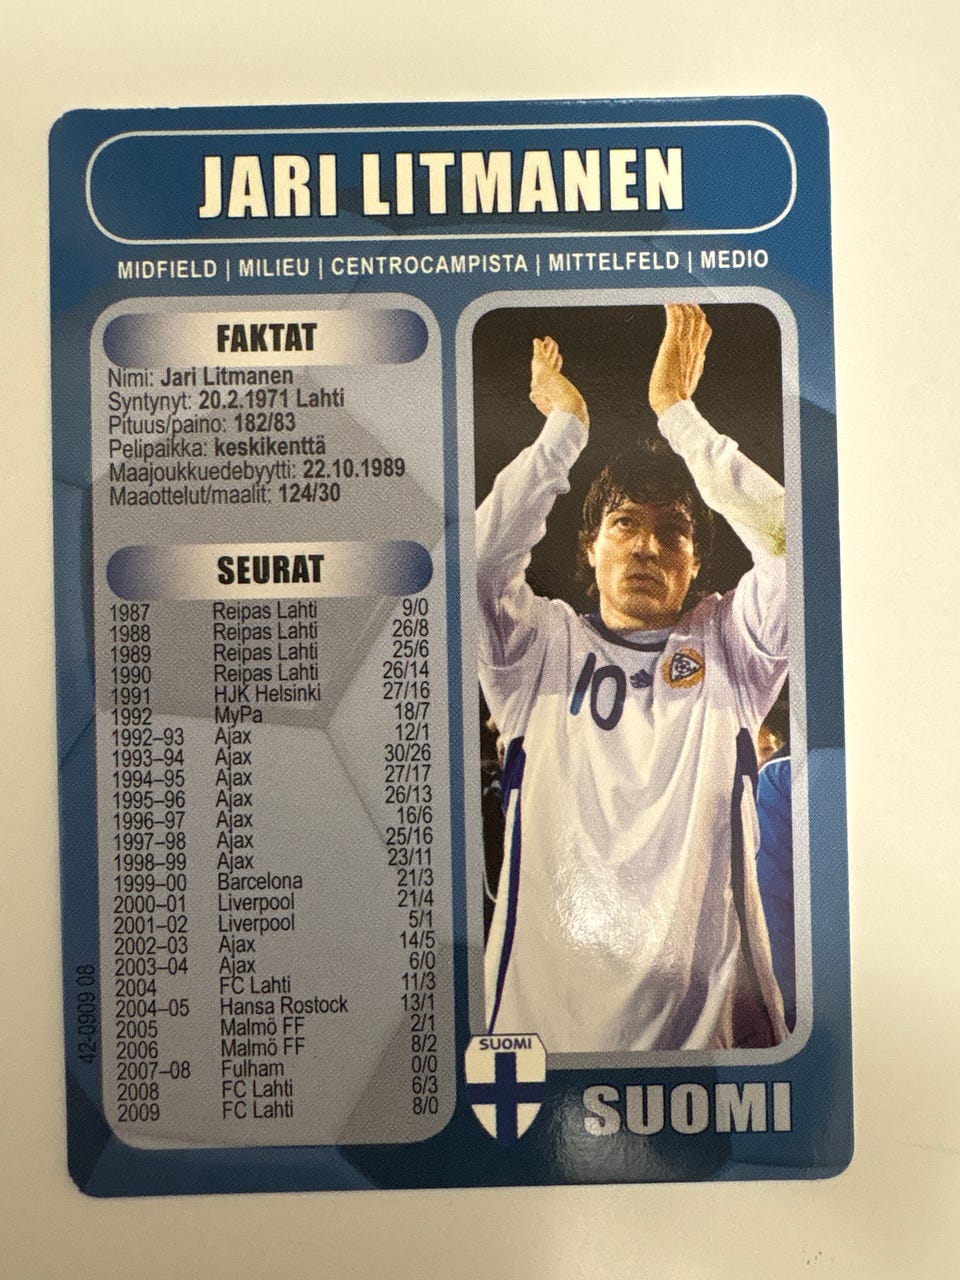 JARI LITMANEN
MIDFIELD | MILIEU | CENTROCAMPISTA | MITTELFELD | MEDIO
FAKTAT
Nimi: Jari Litmanen
Syntynyt: 20.2.1971 Lahti
Pituus/paino: 182/83
Pelipaikka: keskikenttä
Maajoukkuedebyytti: 22.10.1989
Maaottelut/maalit: 124/30
SEURAT
1987 Reipas Lahti 9/0
1988 Reipas Lahti 26/8
1989 Reipas Lahti 25/6
1990 Reipas Lahti 26/14
1991 HJK Helsinki 27/16
1992 MyPa 18/7
1992–93 Ajax 12/1
1993–94 Ajax 30/26
1994–95 Ajax 27/17
1995–96 Ajax 26/13
1996–97 Ajax 16/6
1997–98 Ajax 25/16
1998–99 Ajax 23/11
1999–00 Barcelona 21/3
2000–01 Liverpool 21/4
2001–02 Liverpool 5/1
2002–03 Ajax 14/5
2003–04 Ajax 6/0
2004 FC Lahti 11/3
2004–05 Hansa Rostock 13/1
2005 Malmö FF 2/1
2006 Malmö FF 8/2
2007–08 Fulham 0/0
2008 FC Lahti 6/3
2009 FC Lahti 8/0
42-0909 08
10
SUOMI
SUOMI